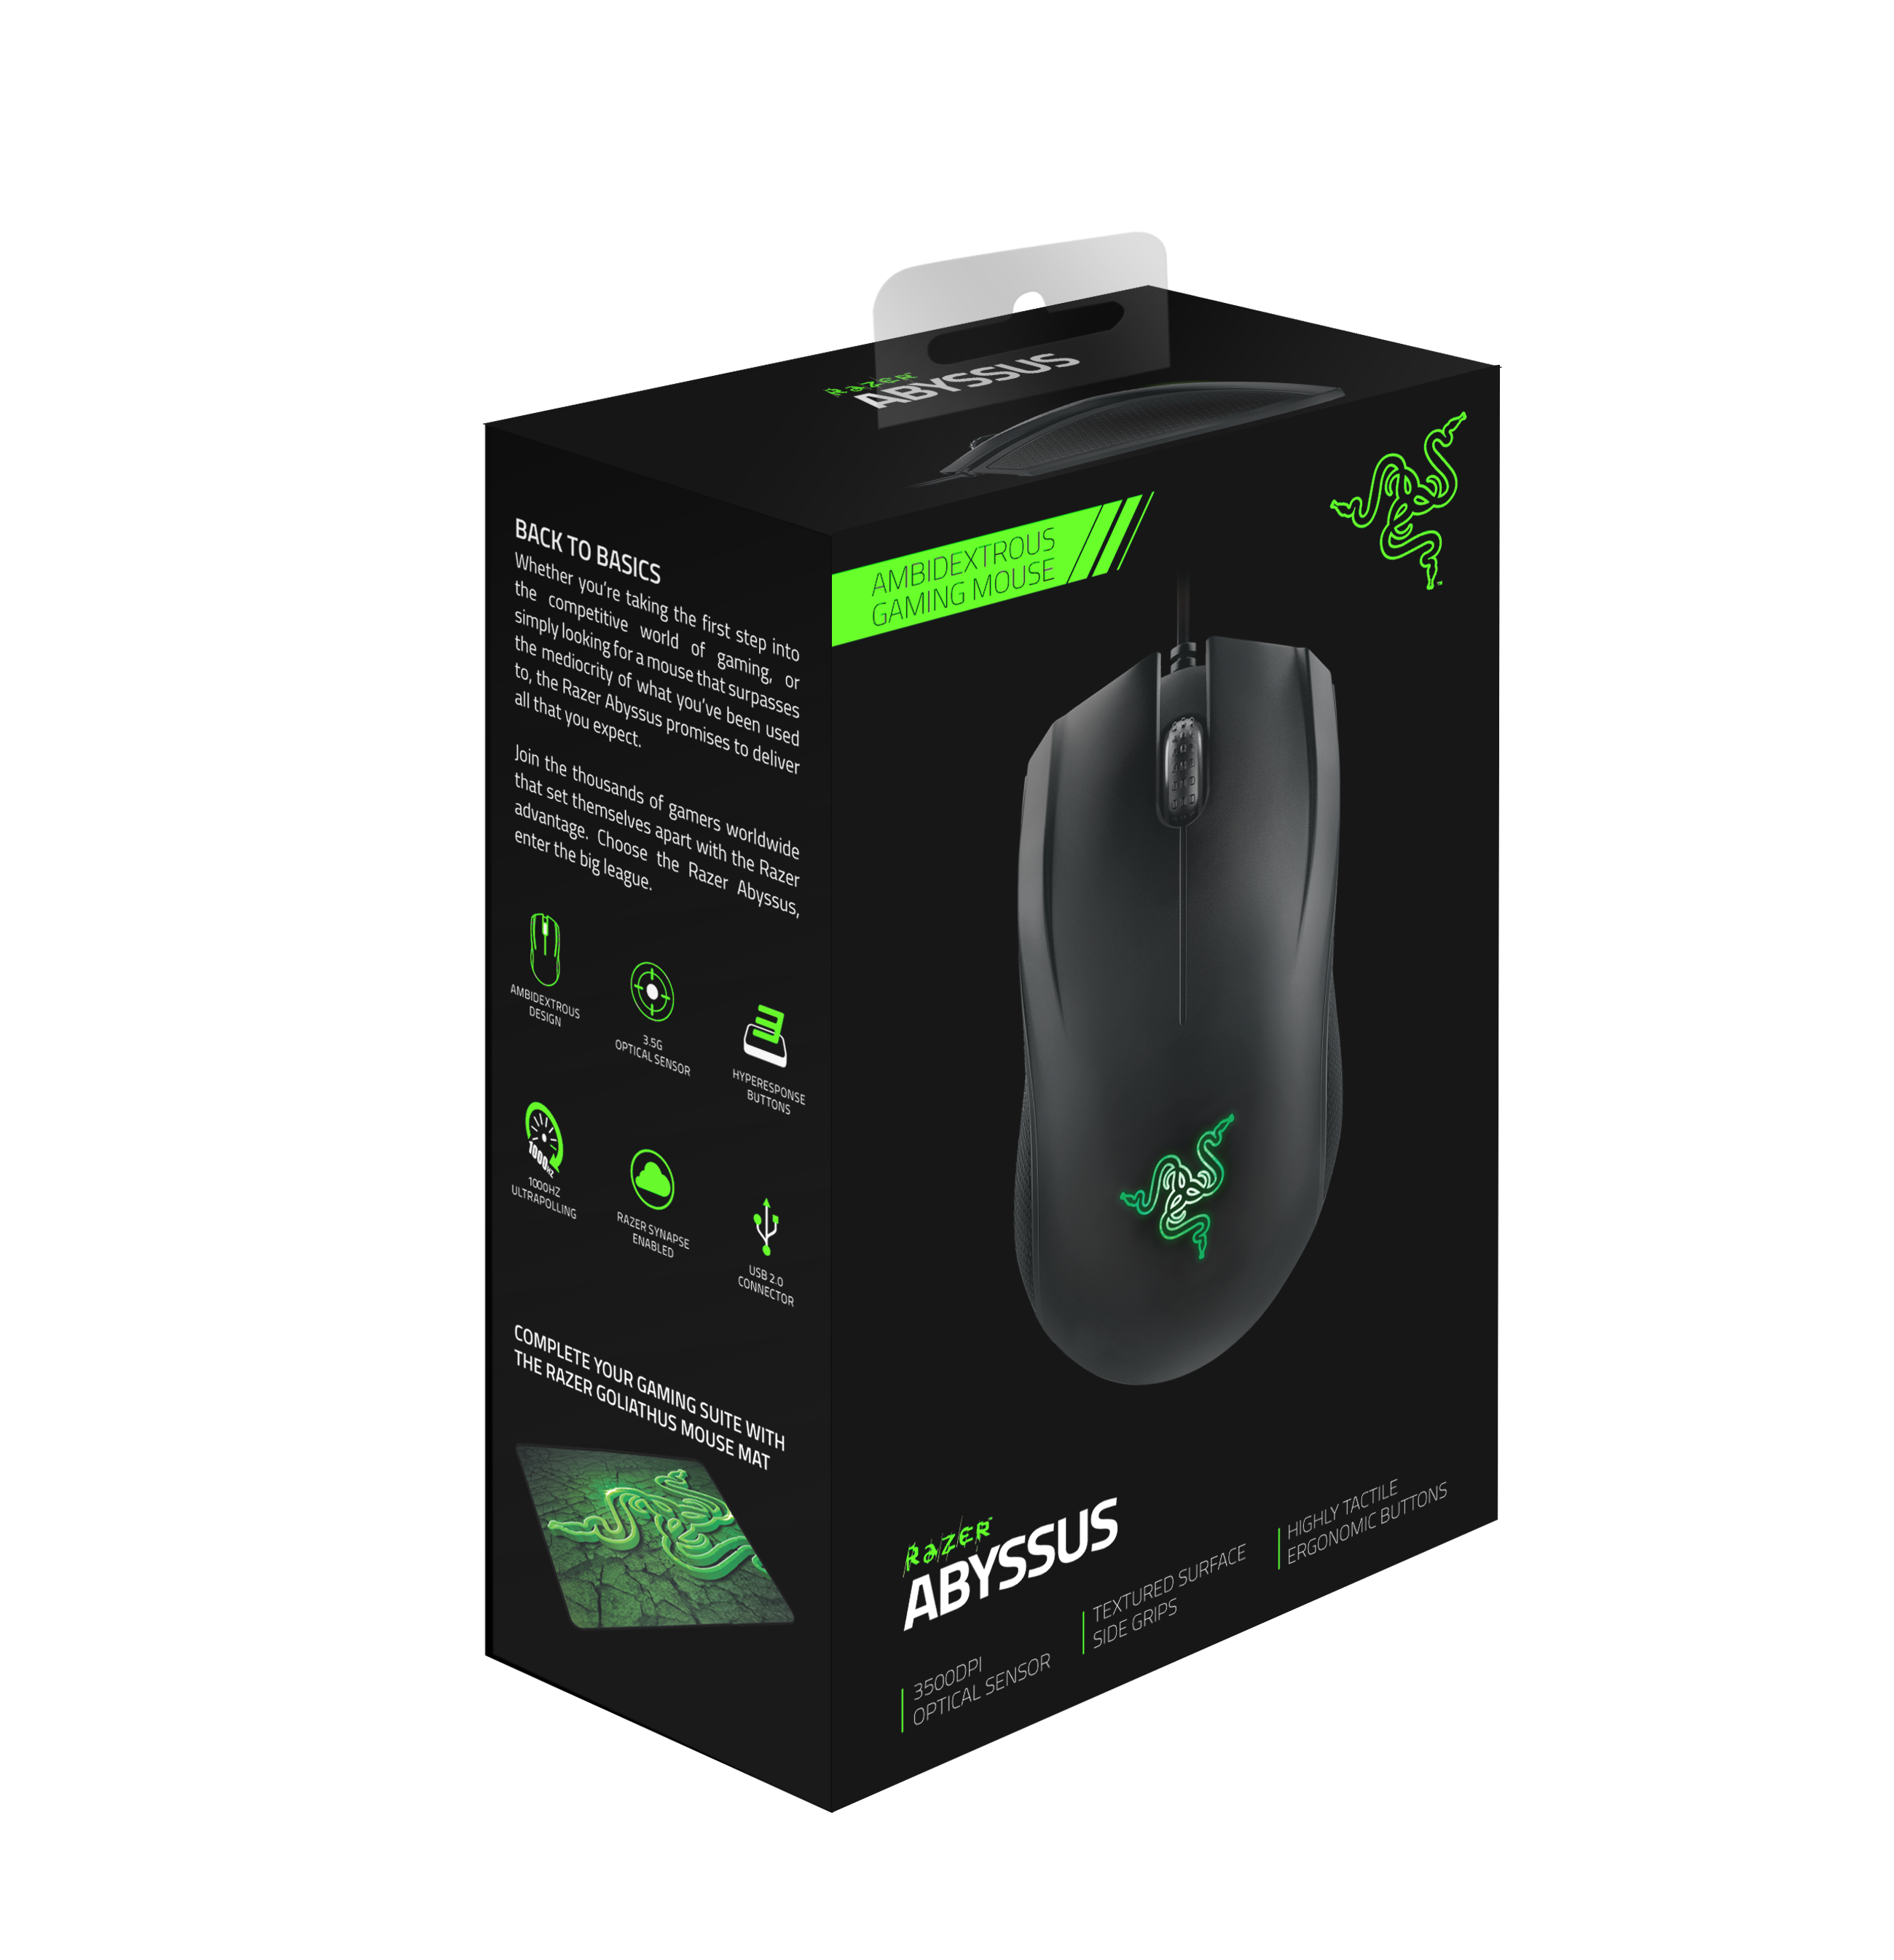 RAZER
ABYSSUS
AMBIDEXTROUS
GAMING MOUSE
BACK TO BASICS
Whether you're taking the first step into
the competitive world of gaming, or
simply looking for a mouse that surpasses
the mediocrity of what you've been used
to, the Razer Abyssus promises to deliver
all that you expect.
Join the thousands of gamers worldwide
that set themselves apart with the Razer
advantage. Choose the Razer Abyssus,
enter the big league.
AMBIDEXTROUS
DESIGN
3.5G
OPTICAL SENSOR
HYPERESPONSE
BUTTONS
1000HZ
1000HZ
ULTRAPOLLING
RAZER SYNAPSE
ENABLED
USB 2.0
CONNECTOR
COMPLETE YOUR GAMING SUITE WITH
THE RAZER GOLIATHUS MOUSE MAT
RAZER™
ABYSSUS
3500DPI
OPTICAL SENSOR
TEXTURED SURFACE
SIDE GRIPS
HIGHLY TACTILE
ERGONOMIC BUTTONS